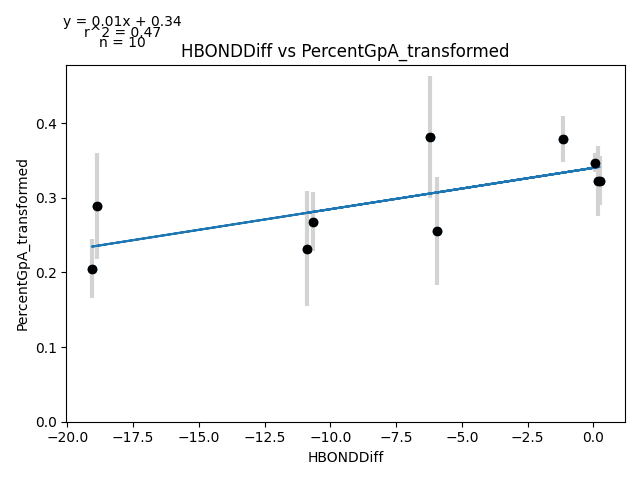 y = 0.01x + 0.34
r^2 = 0.47
n = 10
HBONDDiff vs PercentGpA_transformed
PercentGpA_transformed
0.4
0.3
0.2
0.1
0.0
−20.0 −17.5 −15.0 −12.5 −10.0 −7.5 −5.0 −2.5 0.0
HBONDDiff